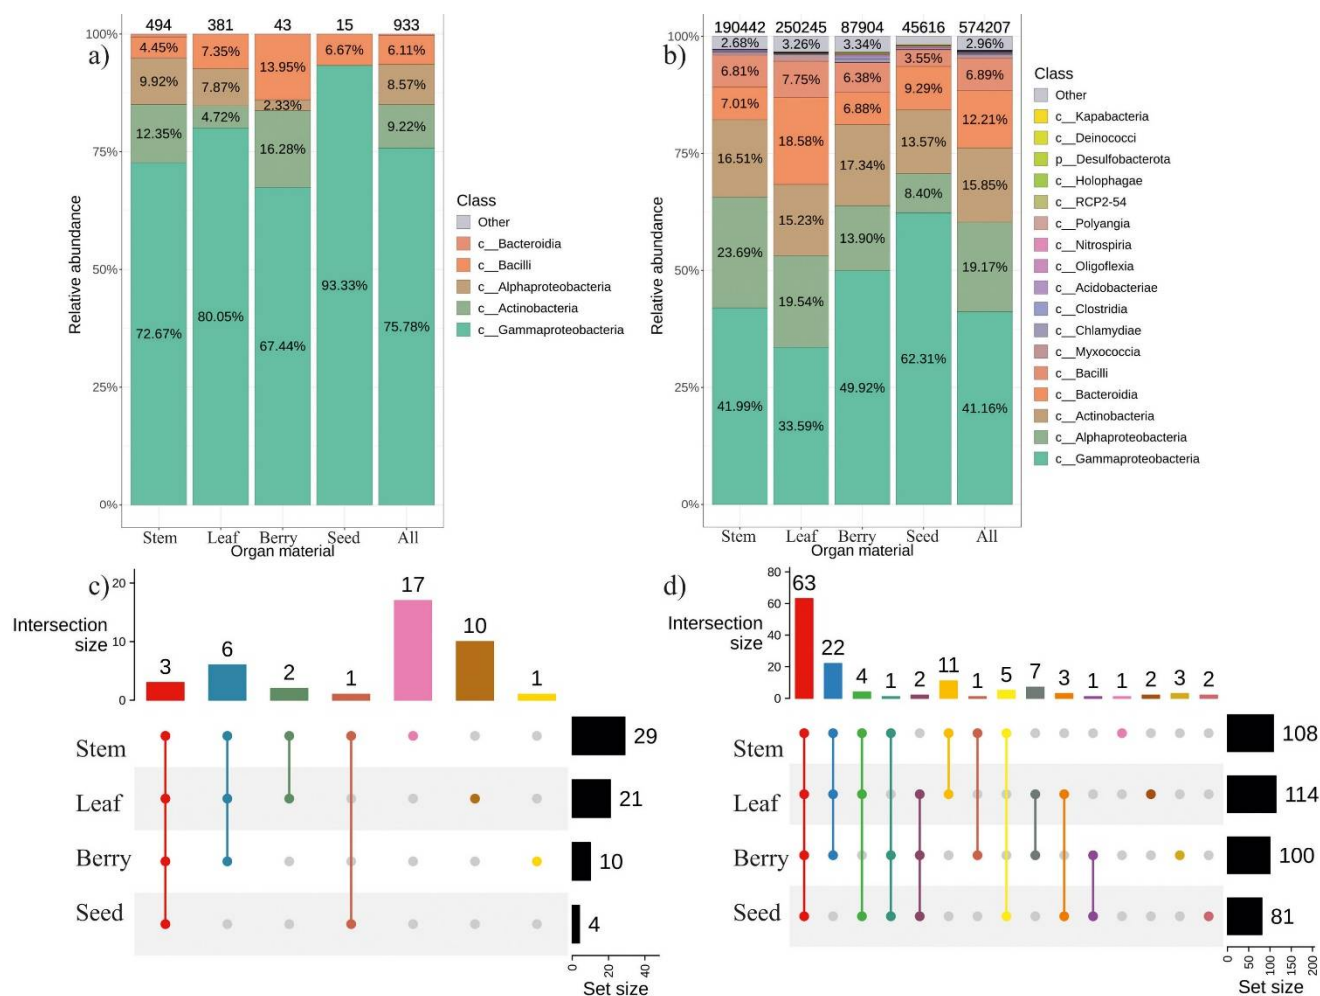 a)
494 381 43 15 933
100%
75%
50%
25%
0%
Relative abundance
4.45% 7.35% 13.95% 6.67% 6.11%
9.92% 7.87% 2.33% 8.57%
12.35% 4.72% 16.28% 9.22%
72.67% 80.05% 67.44% 93.33% 75.78%
Stem Leaf Berry Seed All
Organ material
Class
Other
c__Bacteroidia
c__Bacilli
c__Alphaproteobacteria
c__Actinobacteria
c__Gammaproteobacteria
b)
190442 250245 87904 45616 574207
100%
75%
50%
25%
0%
Relative abundance
2.68% 3.26% 3.34% 2.96%
6.81% 7.75% 6.38% 3.55% 6.89%
7.01% 18.58% 6.88% 9.29% 12.21%
16.51% 15.23% 17.34% 13.57% 15.85%
23.69% 19.54% 13.90% 8.40% 19.17%
41.99% 33.59% 49.92% 62.31% 41.16%
Stem Leaf Berry Seed All
Organ material
Class
Other
c__Kapabacteria
c__Deinococci
p__Desulfobacterota
c__Holophagae
c__RCP2-54
c__Polyangia
c__Nitrospiria
c__Oligoflexia
c__Acidobacteriae
c__Clostridia
c__Chlamydiae
c__Myxococcia
c__Bacilli
c__Bacteroidia
c__Actinobacteria
c__Alphaproteobacteria
c__Gammaproteobacteria
c)
20
10
0
Intersection
size
3 6 2 1 17 10 1
Stem 29
Leaf 21
Berry 10
Seed 4
0 20 40
Set size
d)
80
60
40
20
0
Intersection
size
63 22 4 1 2 11 1 5 7 3 1 1 2 3 2
Stem 108
Leaf 114
Berry 100
Seed 81
0 50 100 150 200
Set size